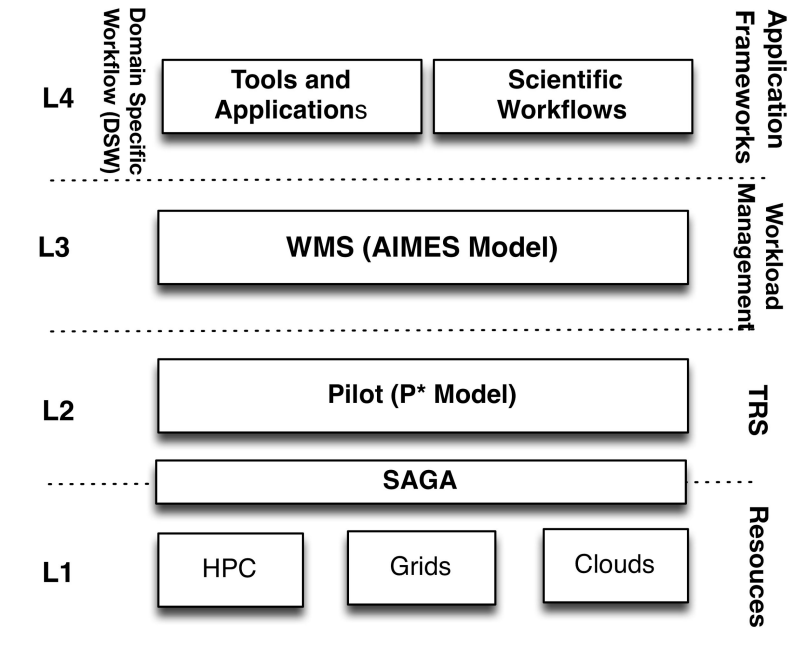 Domain Specific
Workflow (DSW)
Application
Frameworks
L4
Tools and
Applications
Scientific
Workflows
Workload
Management
L3
WMS (AIMES Model)
L2
Pilot (P* Model)
TRS
SAGA
Resouces
L1
HPC
Grids
Clouds